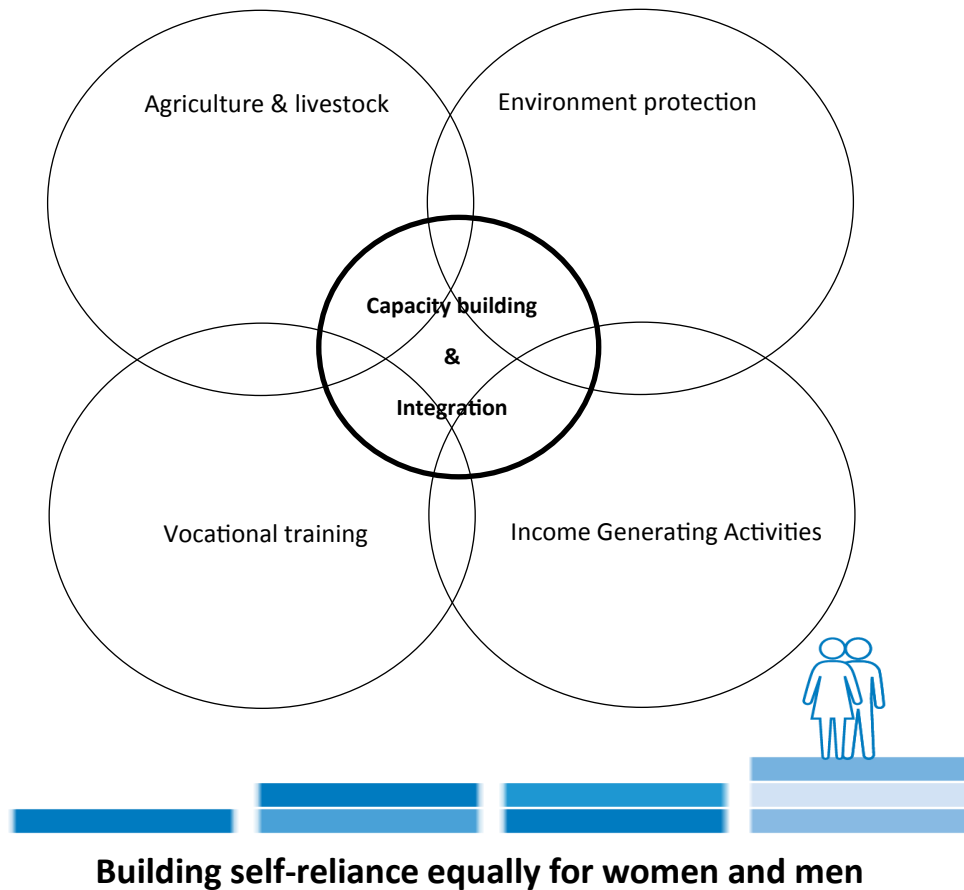 Agriculture & livestock
Environment protection
Capacity building
&
Integration
Vocational training
Income Generating Activities
Building self-reliance equally for women and men